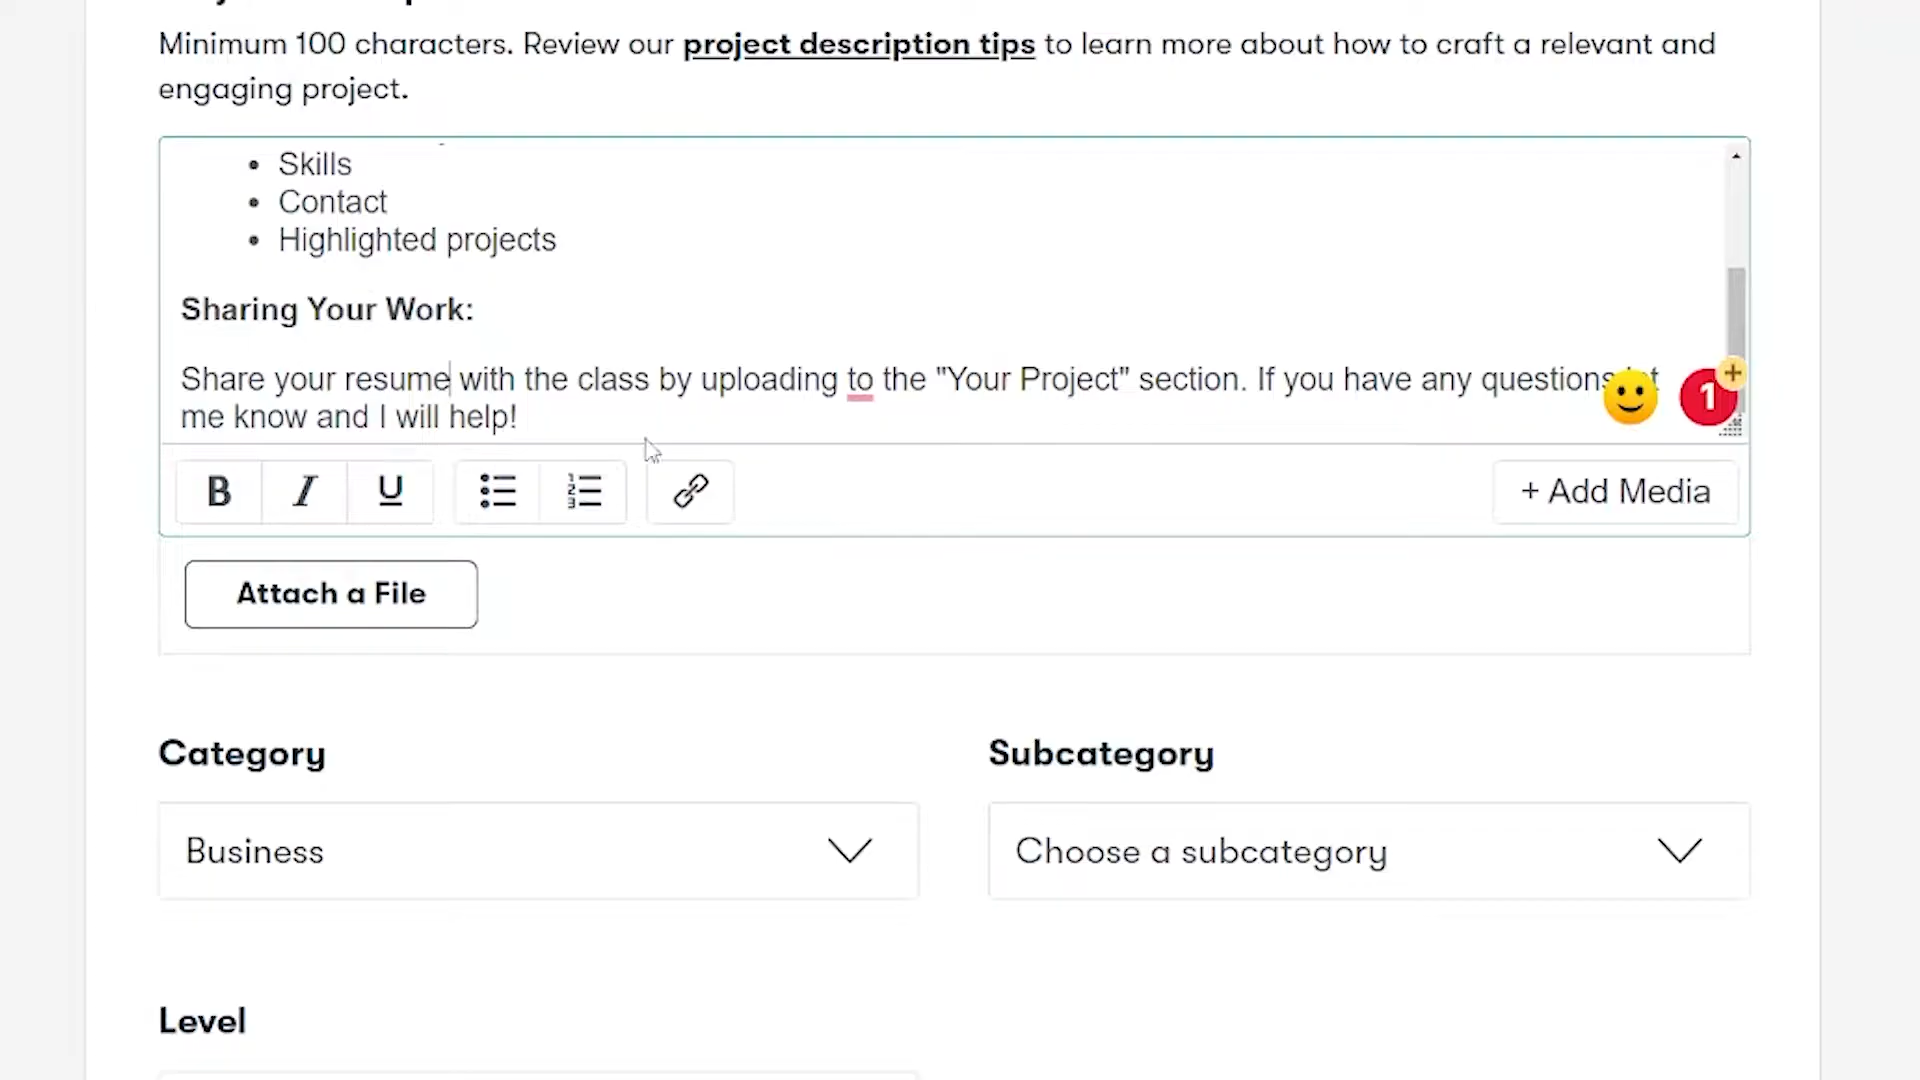 Minimum 100 characters. Review our project description tips to learn more about how to craft a relevant and
engaging project.
• Skills
• Contact
• Highlighted projects
Sharing Your Work:
Share your resume with the class by uploading to the "Your Project" section. If you have any questions
me know and I will help!
1
+
B I U
+ Add Media
Attach a File
Category
Subcategory
Business
Choose a subcategory
Level